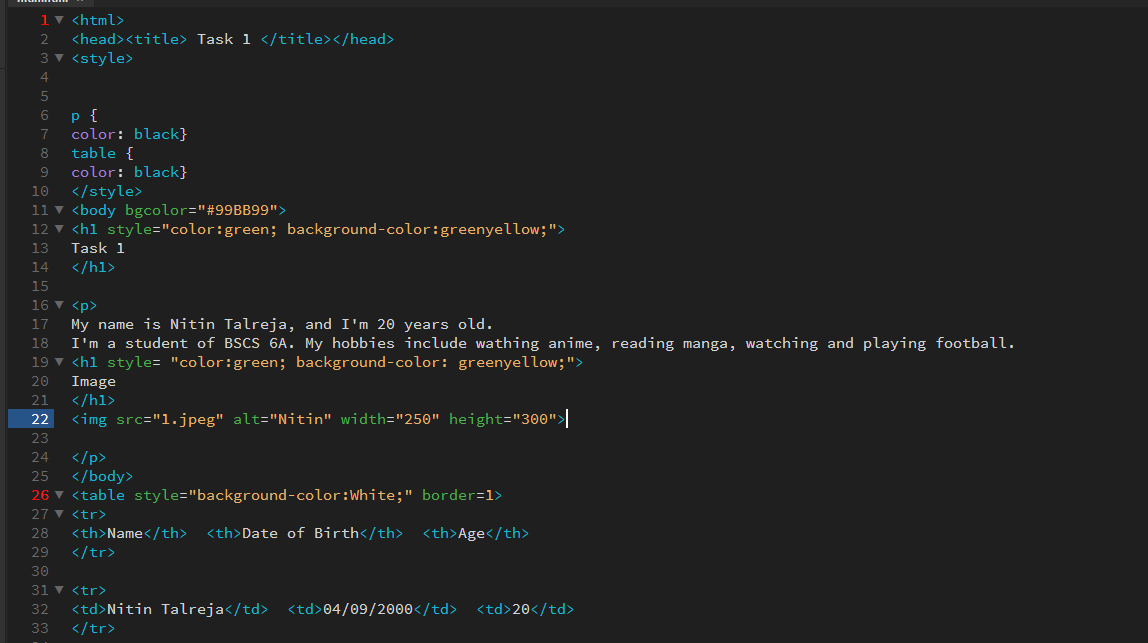 1 <html>
2 <head><title> Task 1 </title></head>
3 <style>
4
5
6 p {
7 color: black}
8 table {
9 color: black}
10 </style>
11 <body bgcolor="#99BB99">
12 <h1 style="color:green; background-color:greenyellow;">
13 Task 1
14 </h1>
15
16 <p>
17 My name is Nitin Talreja, and I'm 20 years old.
18 I'm a student of BSCS 6A. My hobbies include wathing anime, reading manga, watching and playing football.
19 <h1 style= "color:green; background-color: greenyellow;">
20 Image
21 </h1>
22 <img src="1.jpeg" alt="Nitin" width="250" height="300">
23
24 </p>
25 </body>
26 <table style="background-color:White;" border=1>
27 <tr>
28 <th>Name</th>  <th>Date of Birth</th>  <th>Age</th>
29 </tr>
30
31 <tr>
32 <td>Nitin Talreja</td>  <td>04/09/2000</td>  <td>20</td>
33 </tr>